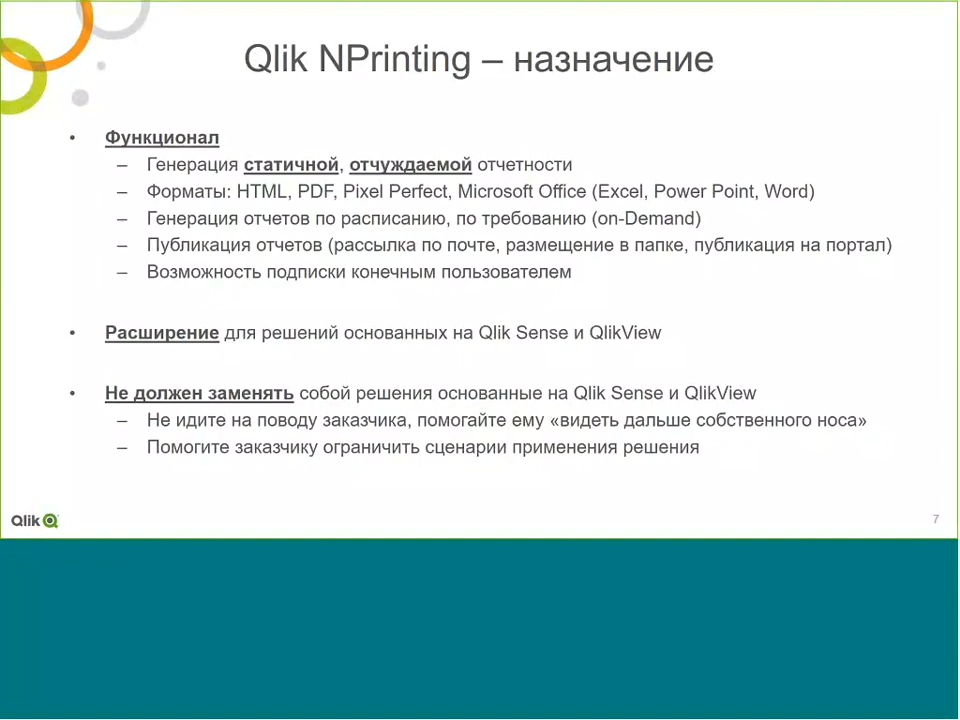 Qlik NPrinting – назначение
• Функционал
– Генерация статичной, отчуждаемой отчетности
– Форматы: HTML, PDF, Pixel Perfect, Microsoft Office (Excel, Power Point, Word)
– Генерация отчетов по расписанию, по требованию (on-Demand)
– Публикация отчетов (рассылка по почте, размещение в папке, публикация на портал)
– Возможность подписки конечным пользователем
• Расширение для решений основанных на Qlik Sense и QlikView
• Не должен заменять собой решения основанные на Qlik Sense и QlikView
– Не идите на поводу заказчика, помогайте ему «видеть дальше собственного носа»
– Помогите заказчику ограничить сценарии применения решения
Qlik
7